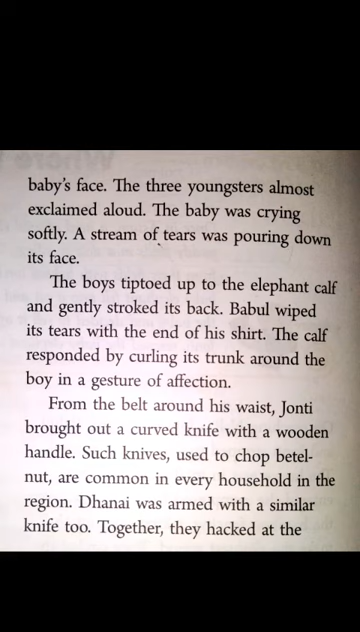 baby's face. The three youngsters almost
exclaimed aloud. The baby was crying
softly. A stream of tears was pouring down
its face.
The boys tiptoed up to the elephant calf
and gently stroked its back. Babul wiped
its tears with the end of his shirt. The calf
responded by curling its trunk around the
boy in a gesture of affection.
From the belt around his waist, Jonti
brought out a curved knife with a wooden
handle. Such knives, used to chop betel-
nut, are common in every household in the
region. Dhanai was armed with a similar
knife too. Together, they hacked at the